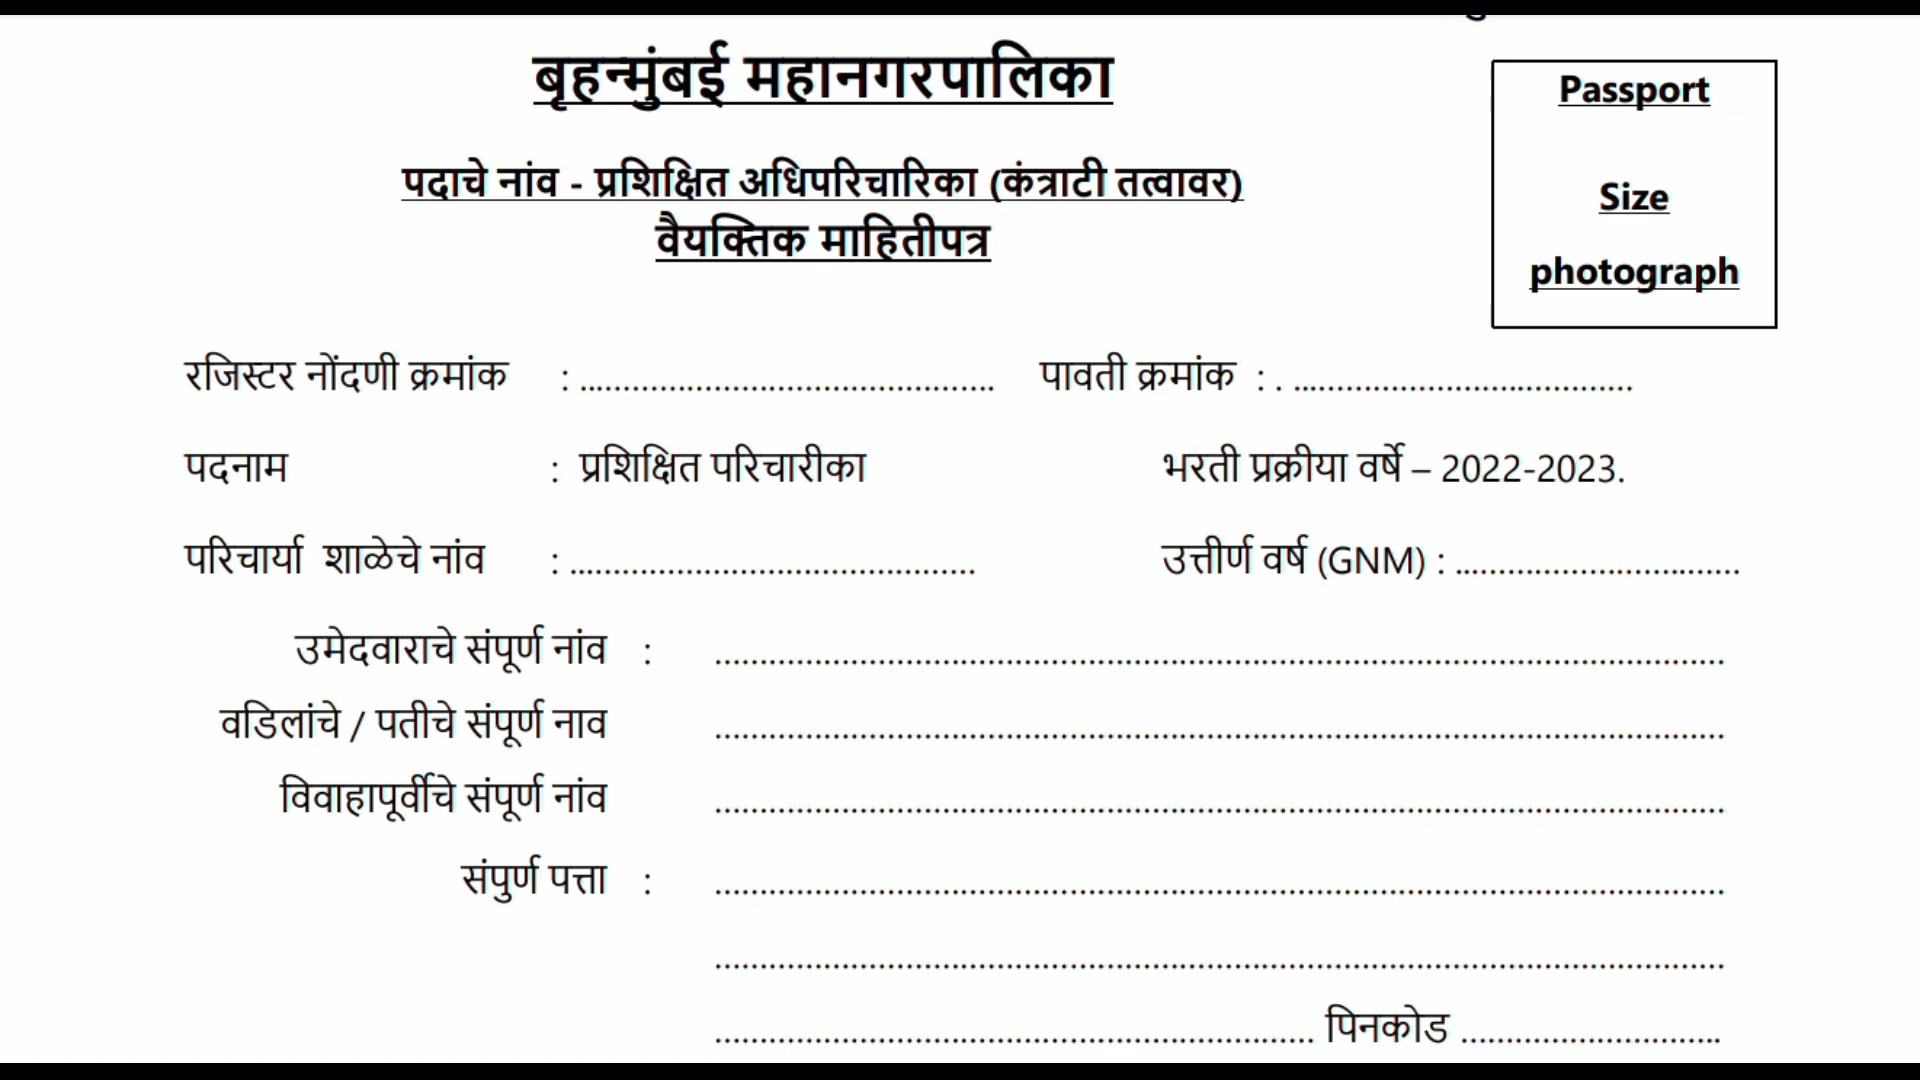 बृहन्मुंबई महानगरपालिका
पदाचे नांव - प्रशिक्षित अधिपरिचारिका (कंत्राटी तत्वावर)
वैयक्तिक माहितीपत्र
Passport
Size
photograph
रजिस्टर नोंदणी क्रमांक : ................................................ पावती क्रमांक : . .......................................
पदनाम : प्रशिक्षित परिचारीका भरती प्रक्रीया वर्षे – 2022-2023.
परिचार्या शाळेचे नांव : ............................................... उत्तीर्ण वर्ष (GNM) : .................................
उमेदवाराचे संपूर्ण नांव : ....................................................................................................................
वडिलांचे / पतीचे संपूर्ण नाव ....................................................................................................................
विवाहापूर्वीचे संपूर्ण नांव ....................................................................................................................
संपुर्ण पत्ता : ....................................................................................................................
....................................................................................................................
..................................................................... पिनकोड ..............................